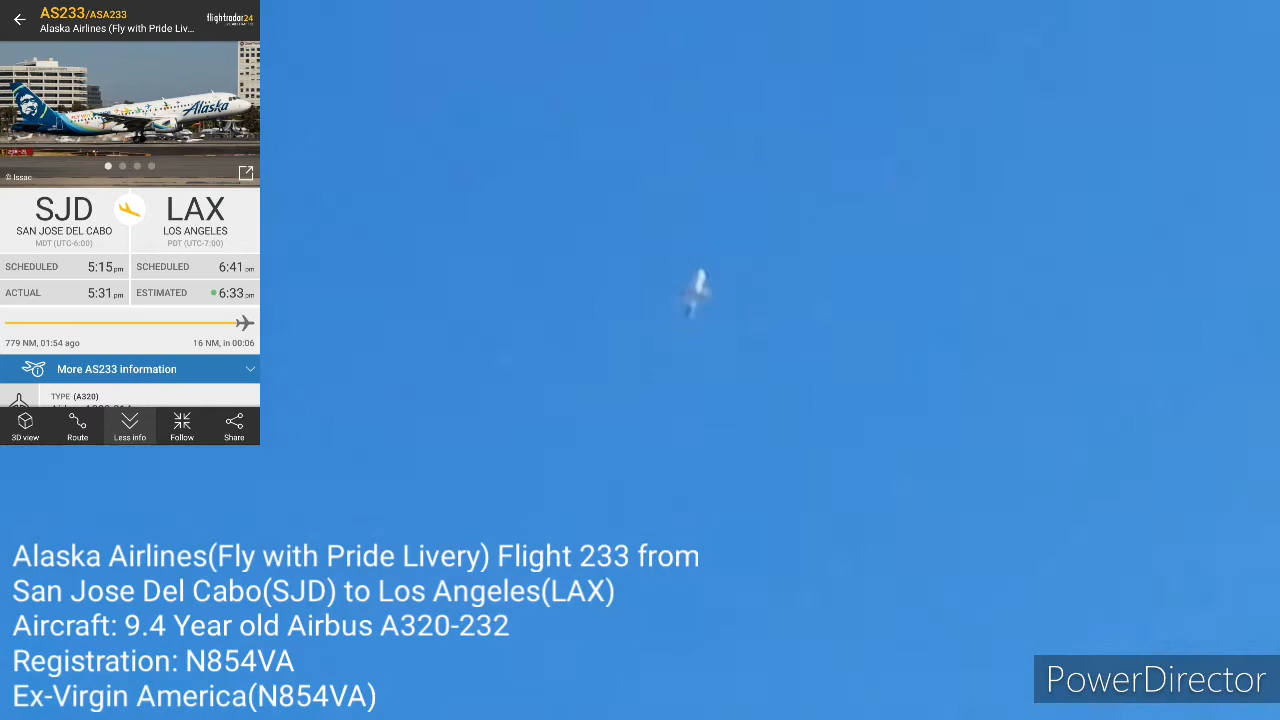 AS233/ASA233
flightradar24
Alaska Airlines (Fly with Pride Liv...
Alaska
© Issac
SJD
LAX
SAN JOSE DEL CABO
LOS ANGELES
MDT (UTC-6:00)
PDT (UTC-7:00)
SCHEDULED 5:15 pm
SCHEDULED 6:41 pm
ACTUAL 5:31 pm
ESTIMATED 6:33 pm
779 NM, 01:54 ago
16 NM, in 00:06
More AS233 information
TYPE (A320)
3D view
Route
Less info
Follow
Share
Alaska Airlines(Fly with Pride Livery) Flight 233 from
San Jose Del Cabo(SJD) to Los Angeles(LAX)
Aircraft: 9.4 Year old Airbus A320-232
Registration: N854VA
Ex-Virgin America(N854VA)
PowerDirector